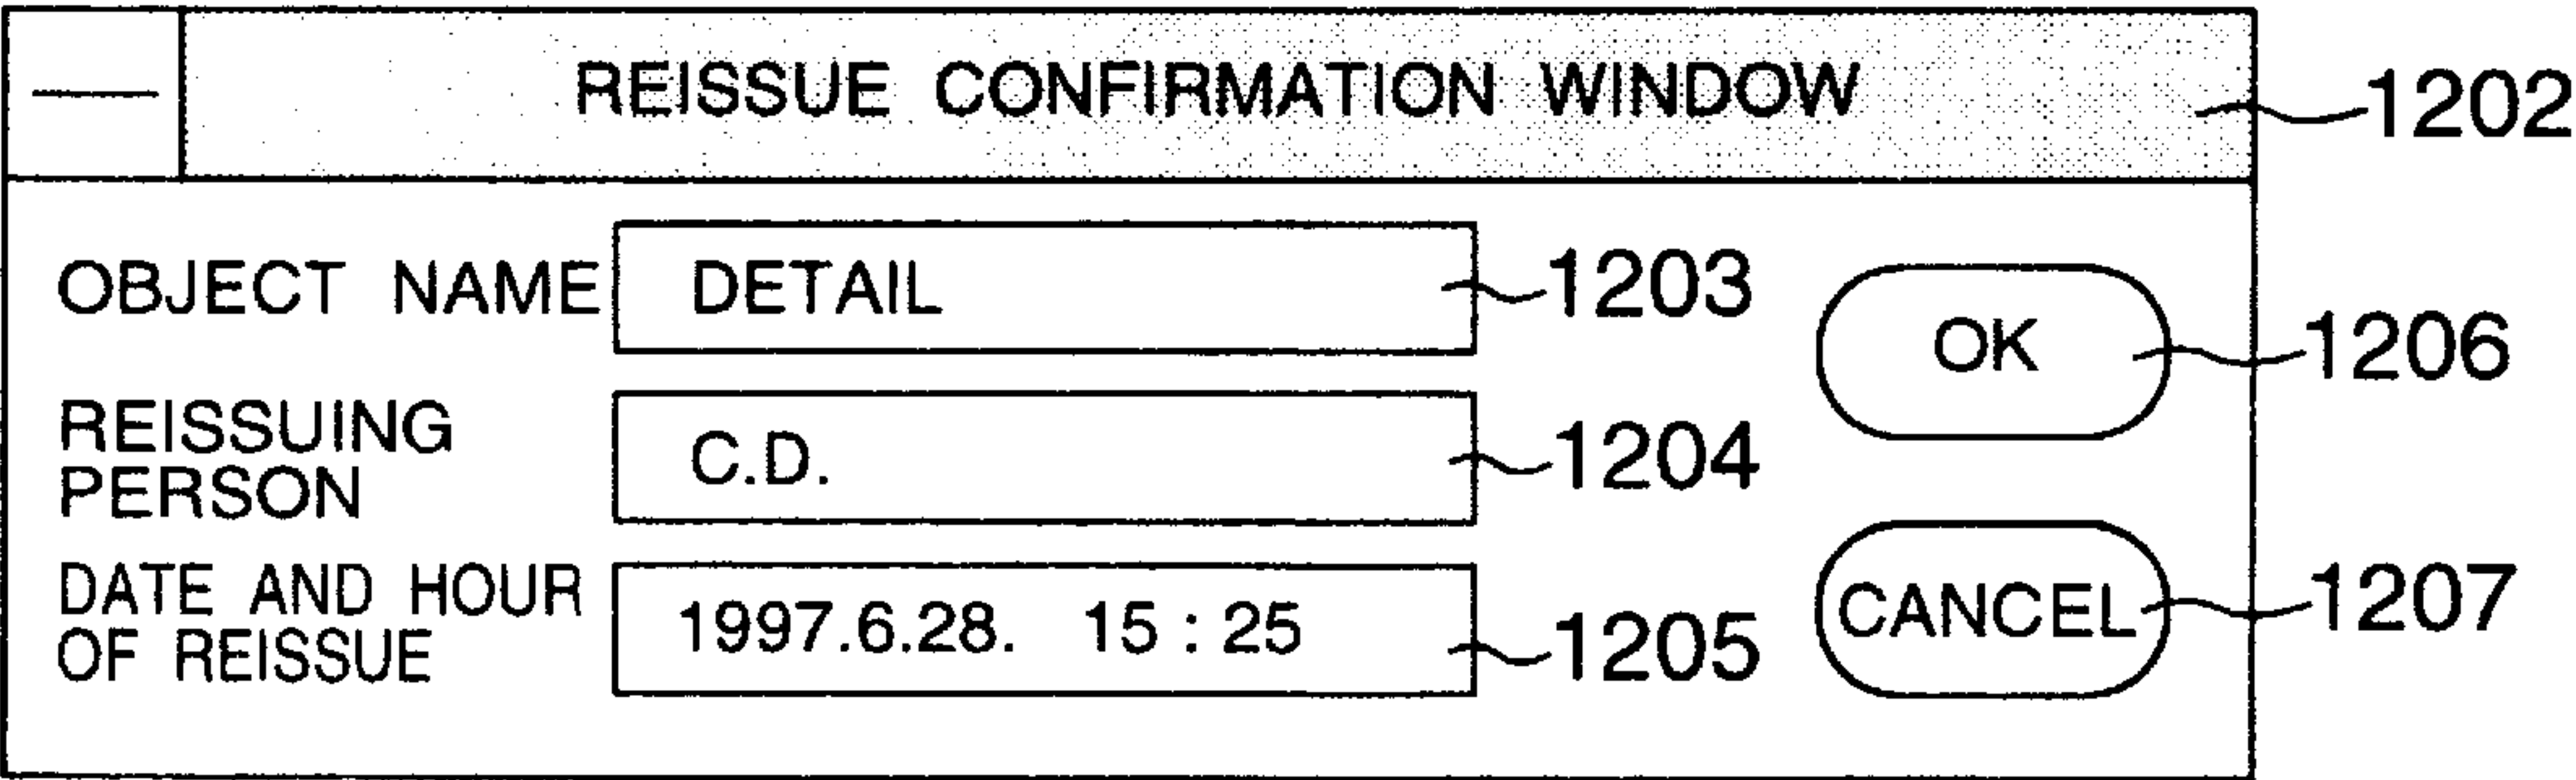 REISSUE CONFIRMATION WINDOW
1202
OBJECT NAME
DETAIL
1203
REISSUING
PERSON
C.D.
1204
DATE AND HOUR
OF REISSUE
1997.6.28. 15 : 25
1205
OK
1206
CANCEL
1207